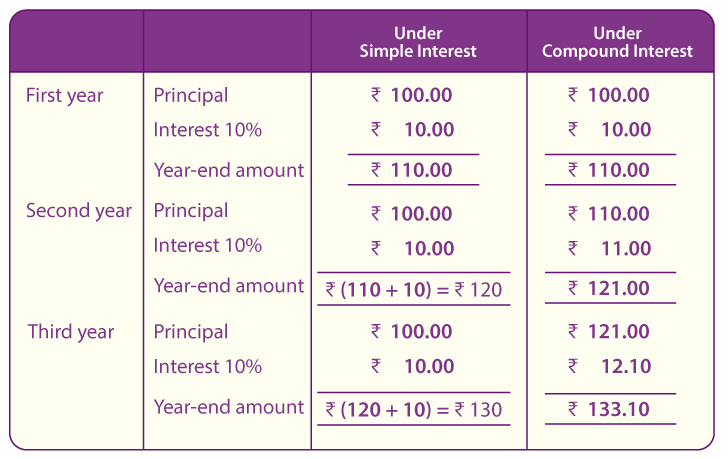 Under
Simple Interest
Under
Compound Interest
First year Principal ₹ 100.00 ₹ 100.00
Interest 10% ₹ 10.00 ₹ 10.00
Year-end amount ₹ 110.00 ₹ 110.00
Second year Principal ₹ 100.00 ₹ 110.00
Interest 10% ₹ 10.00 ₹ 11.00
Year-end amount ₹ (110 + 10) = ₹ 120 ₹ 121.00
Third year Principal ₹ 100.00 ₹ 121.00
Interest 10% ₹ 10.00 ₹ 12.10
Year-end amount ₹ (120 + 10) = ₹ 130 ₹ 133.10